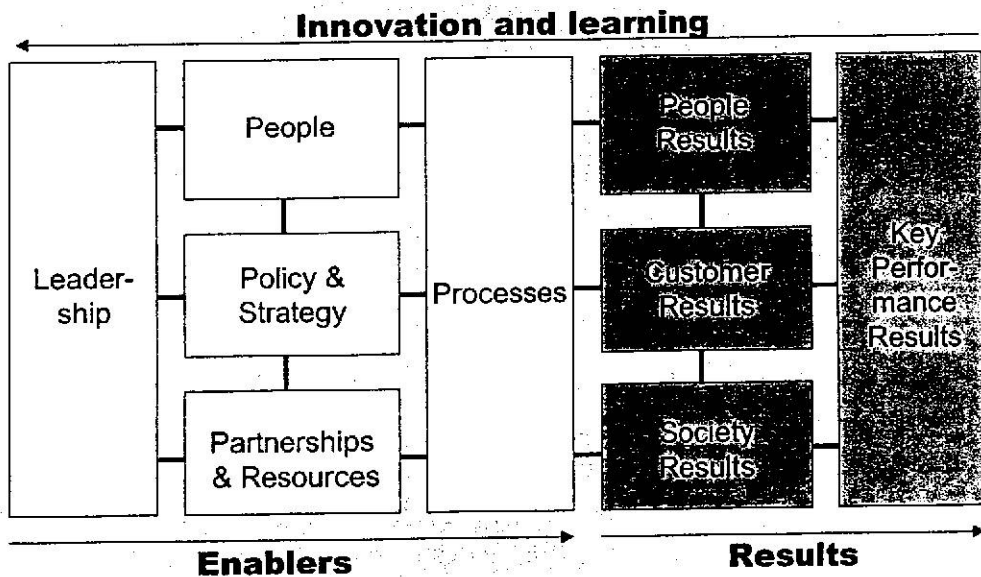 Innovation and learning
Leader-
ship
People
Policy &
Strategy
Partnerships
& Resources
Processes
People
Results
Customer
Results
Society
Results
Key
Perfor-
mance
Results
Enablers
Results